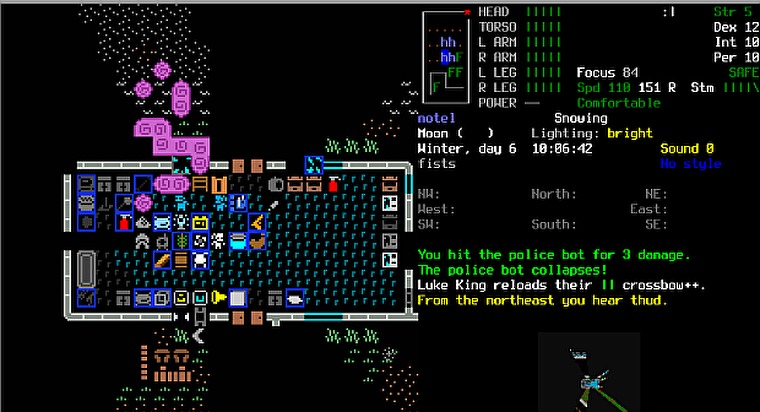 HEAD ||||| :| Str 5
TORSO ||||| Dex 12
L ARM ||||| Int 10
R ARM ||||| Per 10
L LEG ||||| Focus 84 SAFE
R LEG ||||| Spd 110 151 R Stm ||||\
POWER -- Comfortable
notel Snowing
Moon ( ) Lighting: bright
Winter, day 6 10:06:42 Sound 0
fists No style
NW: North: NE:
West: East:
SW: South: SE:
You hit the police bot for 3 damage.
The police bot collapses!
Luke King reloads their || crossbow++.
From the northeast you hear thud.